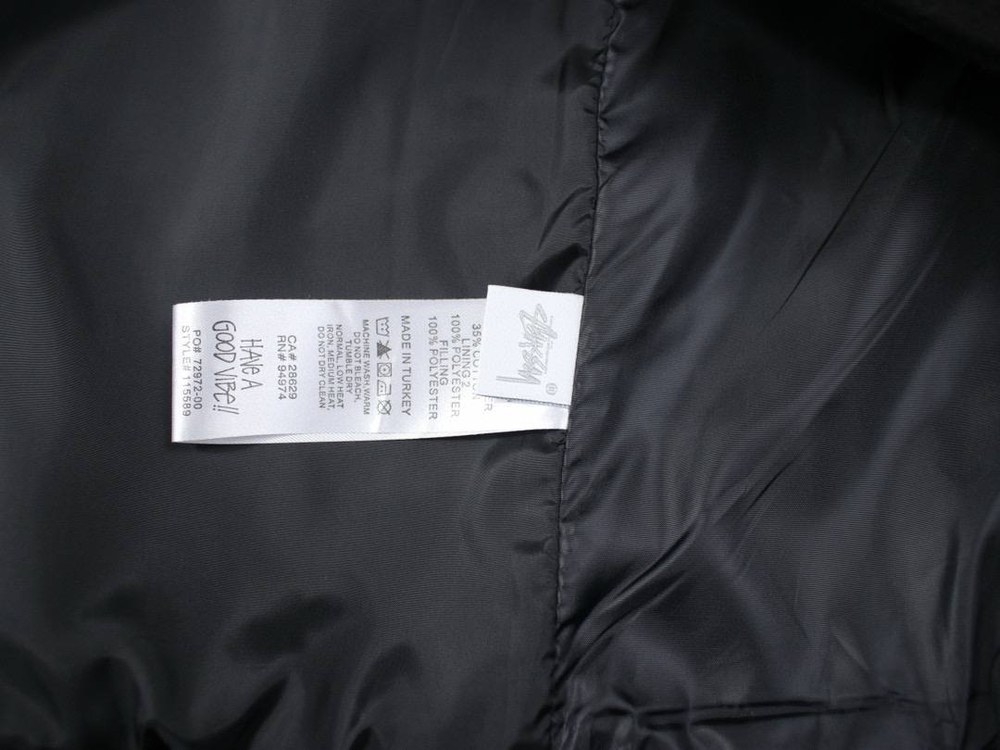 Stüssy
®
35%
LINING 2
100% POLYESTER
FILLING
100% POLYESTER
MADE IN TURKEY
MACHINE WASH, WARM
DO NOT BLEACH,
TUMBLE DRY
NORMAL, LOW HEAT
IRON, MEDIUM HEAT,
DO NOT DRY CLEAN
CA# 28629
RN# 94974
HAVE A
GOOD VIBE!!
PO# 72972-00
STYLE# 115589